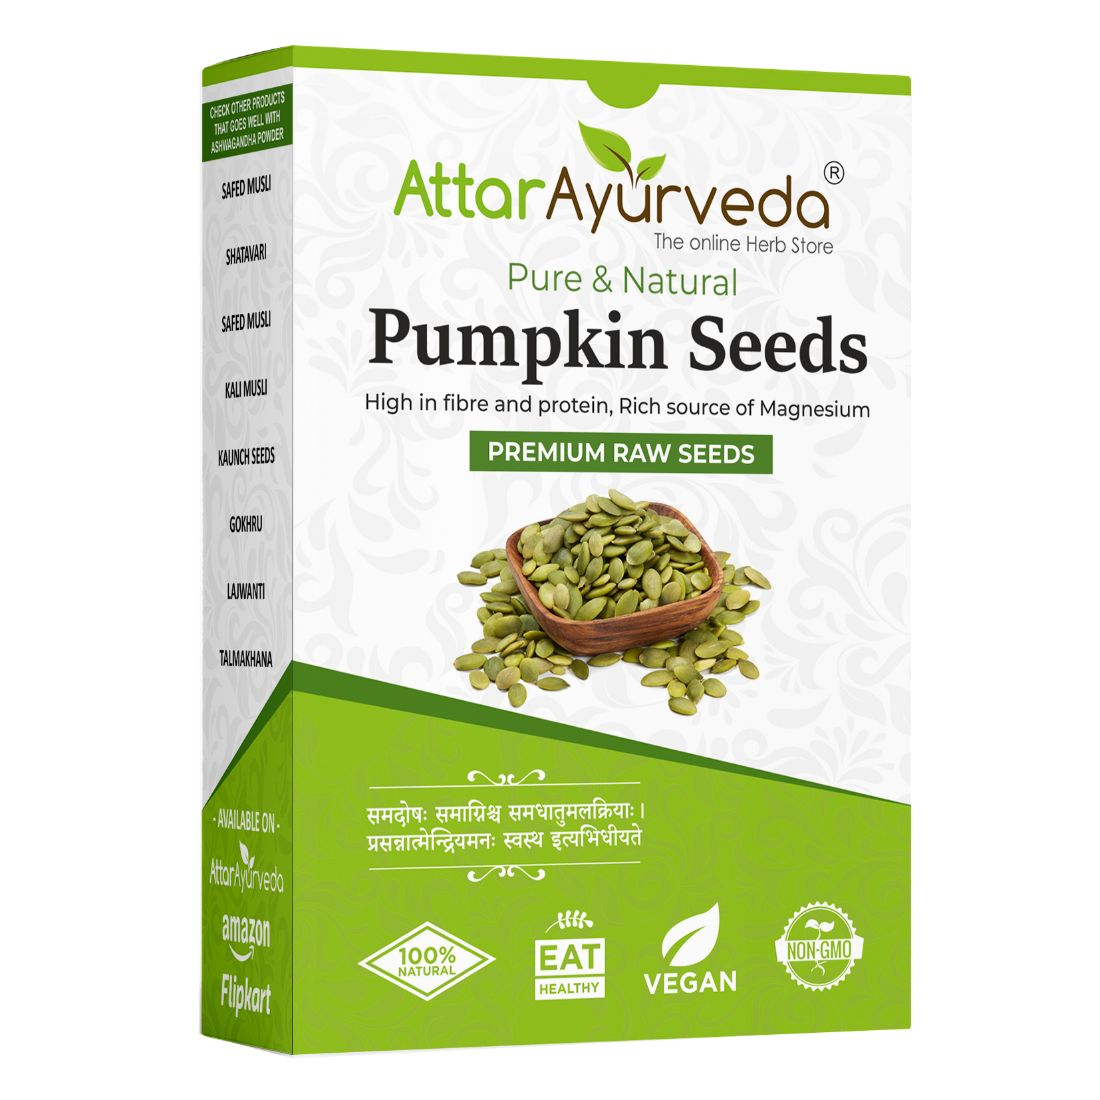 CHECK OTHER PRODUCTS
THAT GOES WELL WITH
ASHWAGANDHA POWDER
SAFED MUSLI
SHATAVARI
SAFED MUSLI
KALI MUSLI
KAUNCH SEEDS
GOKHRU
LAJWANTI
TALMAKHANA
- AVAILABLE ON -
AttarAyurveda
amazon
Flipkart
AttarAyurveda®
The online Herb Store
Pure & Natural
Pumpkin Seeds
High in fibre and protein, Rich source of Magnesium
PREMIUM RAW SEEDS
समदोषः समाग्निश्च समधातुमलक्रियाः।
प्रसन्नात्मेन्द्रियमनः स्वस्थ इत्यभिधीयते
100%
NATURAL
EAT
HEALTHY
VEGAN
NON-GMO